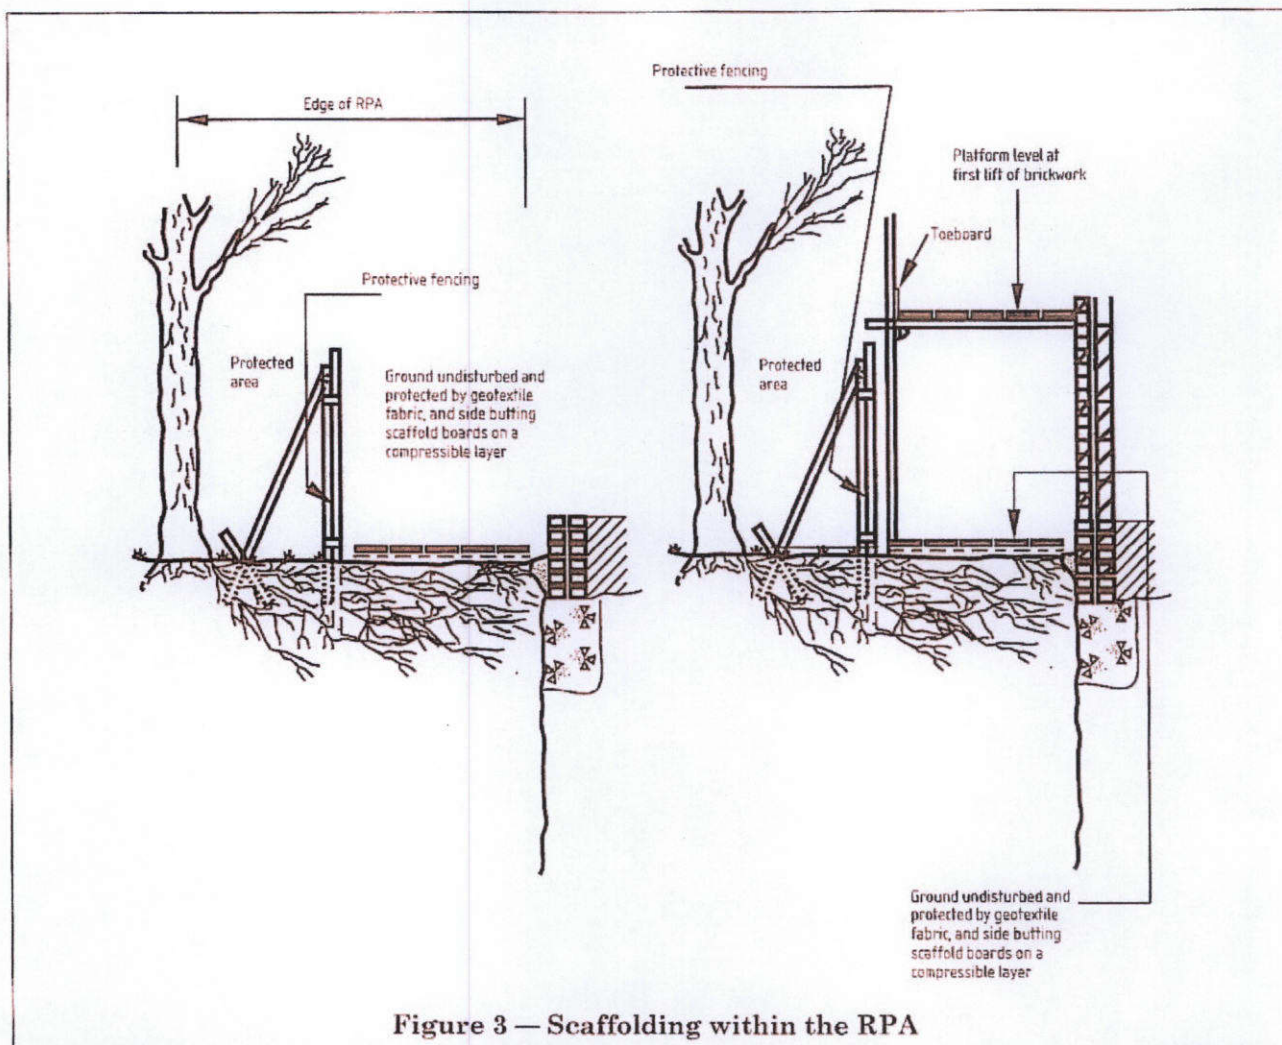 Edge of RPA
Protective fencing
Protected
area
Ground undisturbed and
protected by geotextile
fabric, and side butting
scaffold boards on a
compressible layer
Protective fencing
Platform level at
first lift of brickwork
Toeboard
Protected
area
Ground undisturbed and
protected by geotextile
fabric, and side butting
scaffold boards on a
compressible layer
Figure 3 — Scaffolding within the RPA